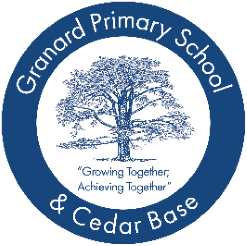 Granard Primary School
"Growing Together;
Achieving Together"
& Cedar Base